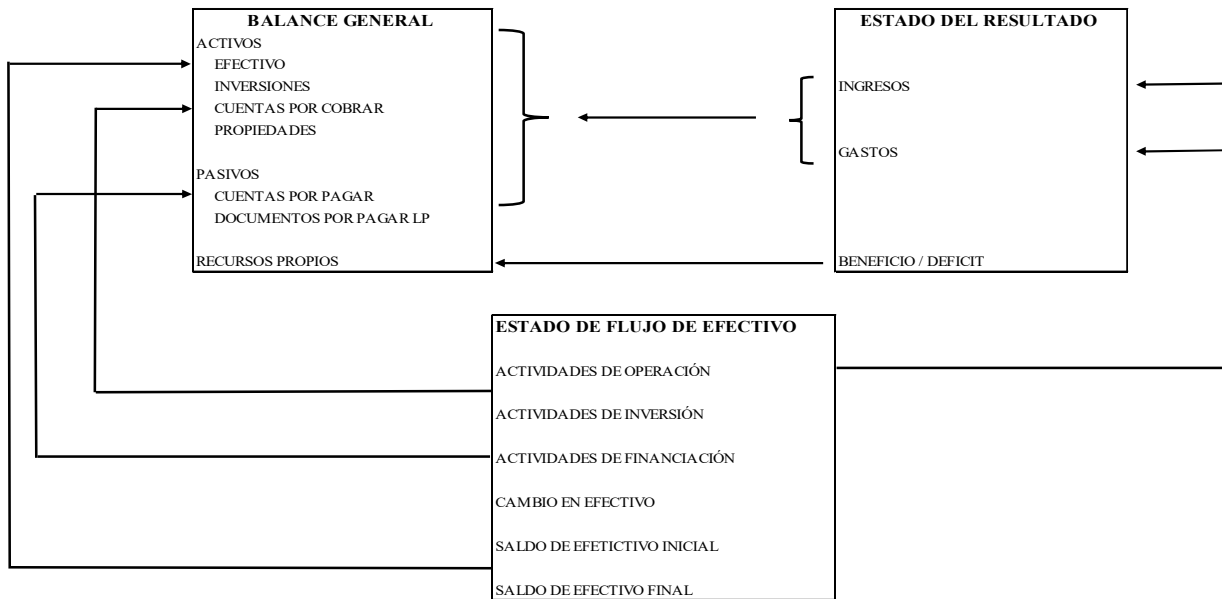 BALANCE GENERAL
ACTIVOS
EFECTIVO
INVERSIONES
CUENTAS POR COBRAR
PROPIEDADES
PASIVOS
CUENTAS POR PAGAR
DOCUMENTOS POR PAGAR LP
RECURSOS PROPIOS
ESTADO DEL RESULTADO
INGRESOS
GASTOS
BENEFICIO / DEFICIT
ESTADO DE FLUJO DE EFECTIVO
ACTIVIDADES DE OPERACIÓN
ACTIVIDADES DE INVERSIÓN
ACTIVIDADES DE FINANCIACIÓN
CAMBIO EN EFECTIVO
SALDO DE EFETICTIVO INICIAL
SALDO DE EFECTIVO FINAL